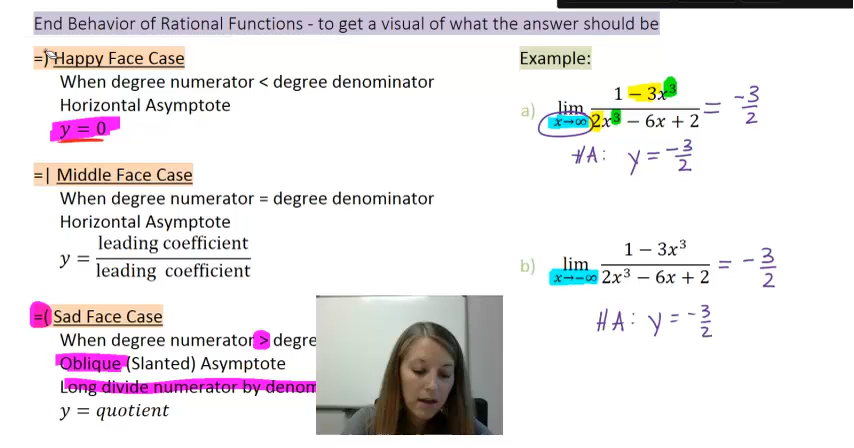 End Behavior of Rational Functions - to get a visual of what the answer should be
=) Happy Face Case
When degree numerator < degree denominator
Horizontal Asymptote
y = 0
=| Middle Face Case
When degree numerator = degree denominator
Horizontal Asymptote
y = leading coefficient / leading coefficient
=( Sad Face Case
When degree numerator > degre
Oblique (Slanted) Asymptote
Long divide numerator by denom
y = quotient
Example:
a) lim x→∞ (1 − 3x³)/(2x³ − 6x + 2) = -3/2
HA: y = -3/2
b) lim x→−∞ (1 − 3x³)/(2x³ − 6x + 2) = -3/2
HA: y = -3/2